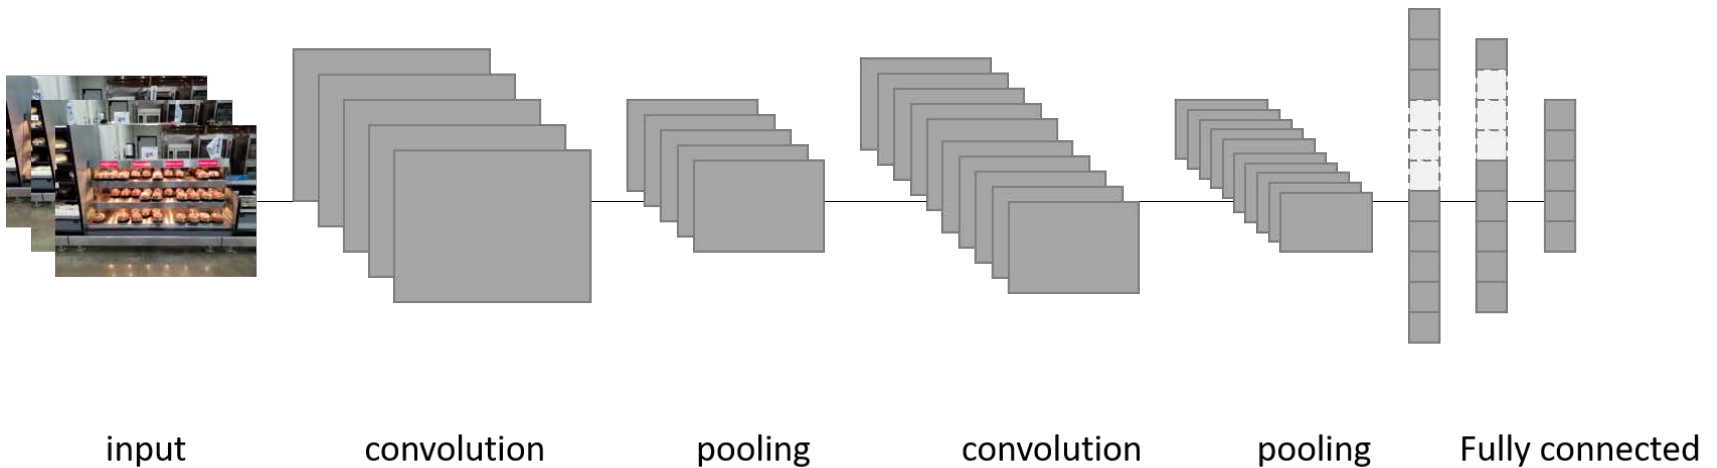 input
convolution
pooling
convolution
pooling
Fully connected